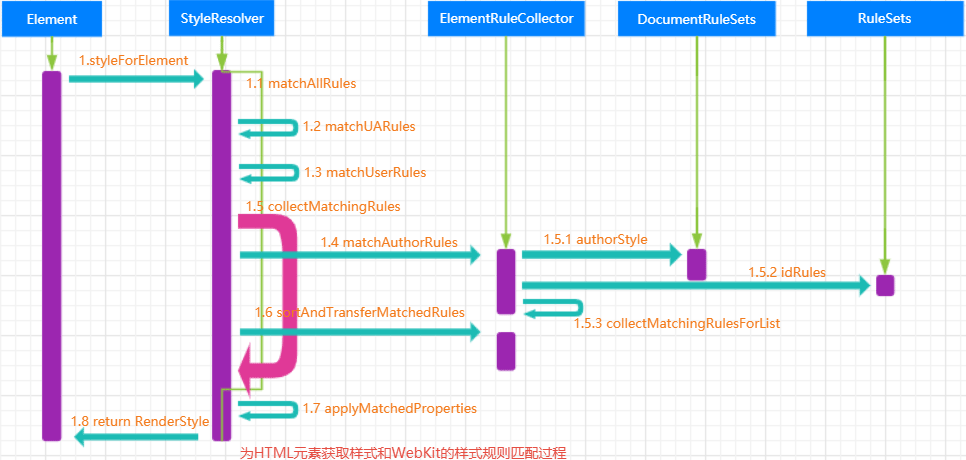 Element
StyleResolver
ElementRuleCollector
DocumentRuleSets
RuleSets
1.styleForElement
1.1 matchAllRules
1.2 matchUARules
1.3 matchUserRules
1.5 collectMatchingRules
1.4 matchAuthorRules
1.5.1 authorStyle
1.5.2 idRules
1.6 sortAndTransferMatchedRules
1.5.3 collectMatchingRulesForList
1.7 applyMatchedProperties
1.8 return RenderStyle
为HTML元素获取样式和WebKit的样式规则匹配过程